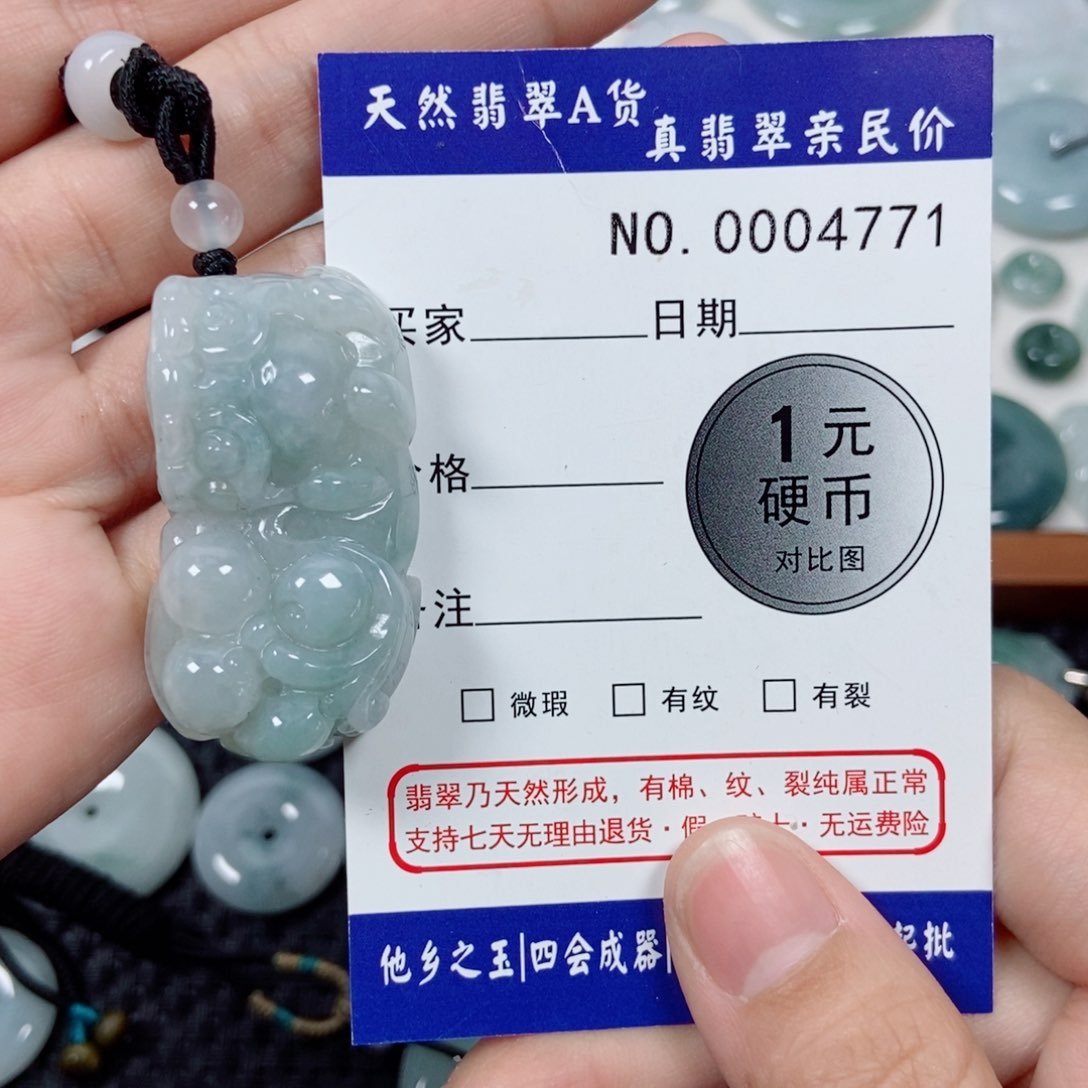 天然翡翠A货
真翡翠亲民价
NO. 0004771
买家 日期
格
1元
硬币
对比图
注
微瑕 有纹 有裂
翡翠乃天然形成，有棉、纹、裂纯属正常
支持七天无理由退货·假 · 无运费险
他乡之玉|四会成器 批